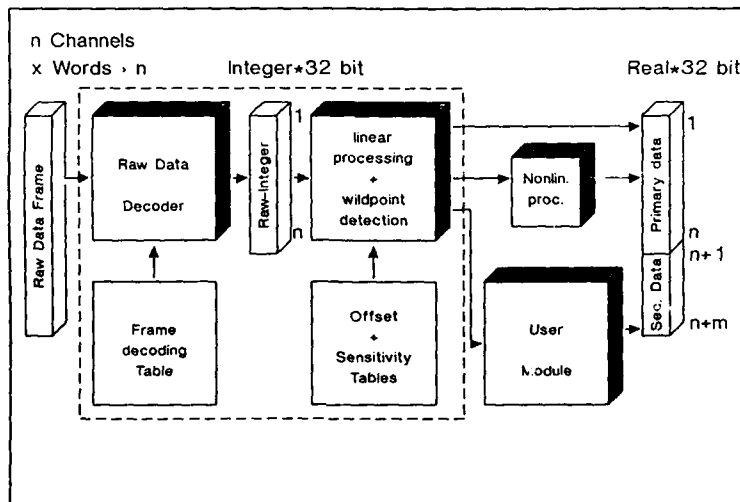 n Channels
x Words > n
Integer*32 bit
Real*32 bit
Raw Data Frame
Raw Data
Decoder
Raw-Integer
1
n
linear
processing
+
wildpoint
detection
Nonlin.
proc.
Primary data
1
n
n+1
Sec. Data
n+m
Frame
decoding
Table
Offset
+
Sensitivity
Tables
User
Module